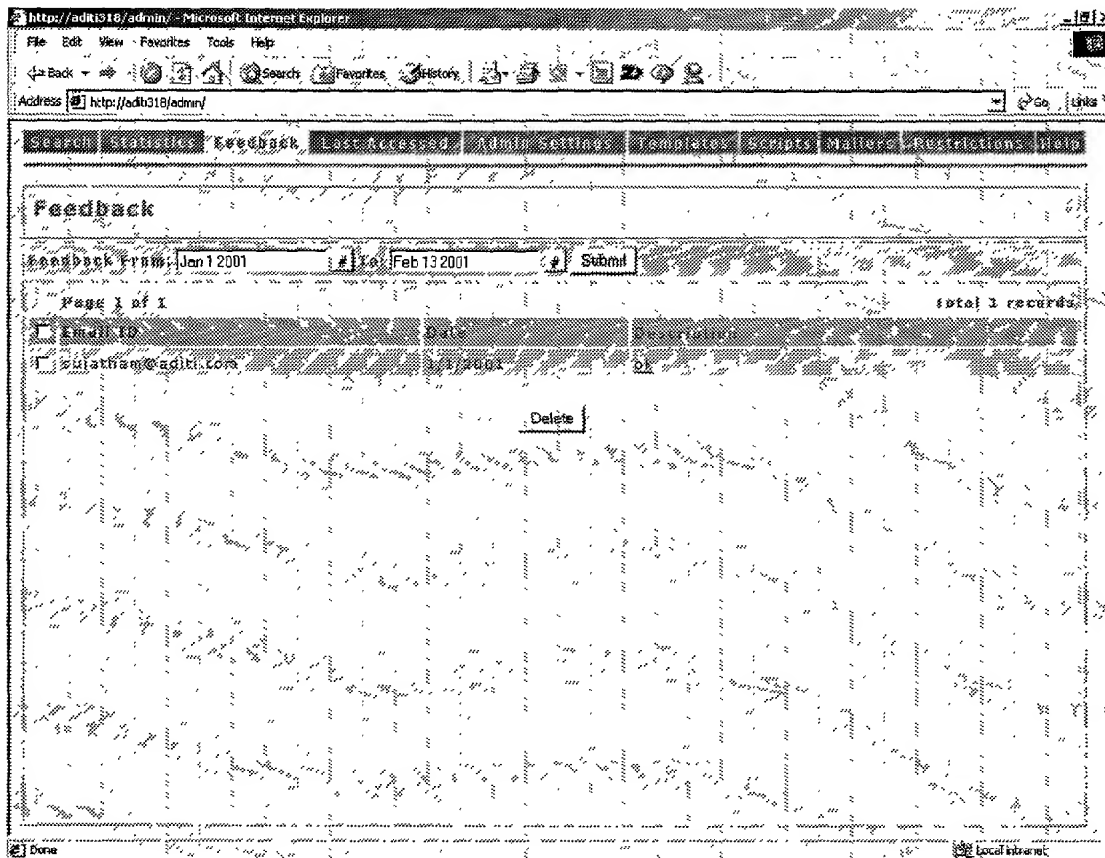 http://aditi318/admin/ - Microsoft Internet Explorer
File Edit View Favorites Tools Help
Back Search Favorites History
Address http://aditi318/admin/ Go Links
Search Statistics Feedback Last Accessed Admin Settings Templates Scripts Mailers Restrictions Help
Feedback
Feedback From: Jan 1 2001 # To: Feb 13 2001 # Submit
Page 1 of 1 total 1 records
Email ID Date Description
sujatham@aditi.com 1/1/2001 ok
Delete
Done Local intranet